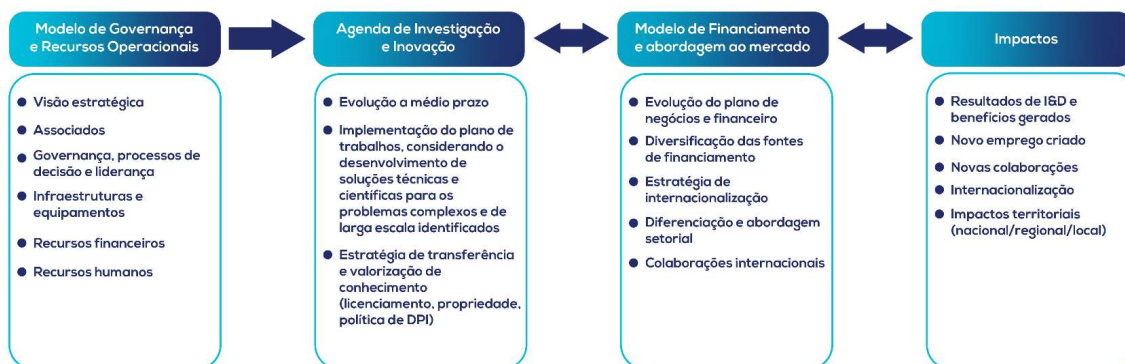 Modelo de Governança
e Recursos Operacionais
Visão estratégica
Associados
Governança, processos de
decisão e liderança
Infraestruturas e
equipamentos
Recursos financeiros
Recursos humanos
Agenda de Investigação
e Inovação
Evolução a médio prazo
Implementação do plano de
trabalhos, considerando o
desenvolvimento de
soluções técnicas e
científicas para os
problemas complexos e de
larga escala identificados
Estratégia de transferência
e valorização de
conhecimento
(licenciamento, propriedade,
política de DPI)
Modelo de Financiamento
e abordagem ao mercado
Evolução do plano de
negócios e financeiro
Diversificação das fontes
de financiamento
Estratégia de
internacionalização
Diferenciação e abordagem
setorial
Colaborações internacionais
Impactos
Resultados de I&D e
benefícios gerados
Novo emprego criado
Novas colaborações
Internacionalização
Impactos territoriais
(nacional/regional/local)